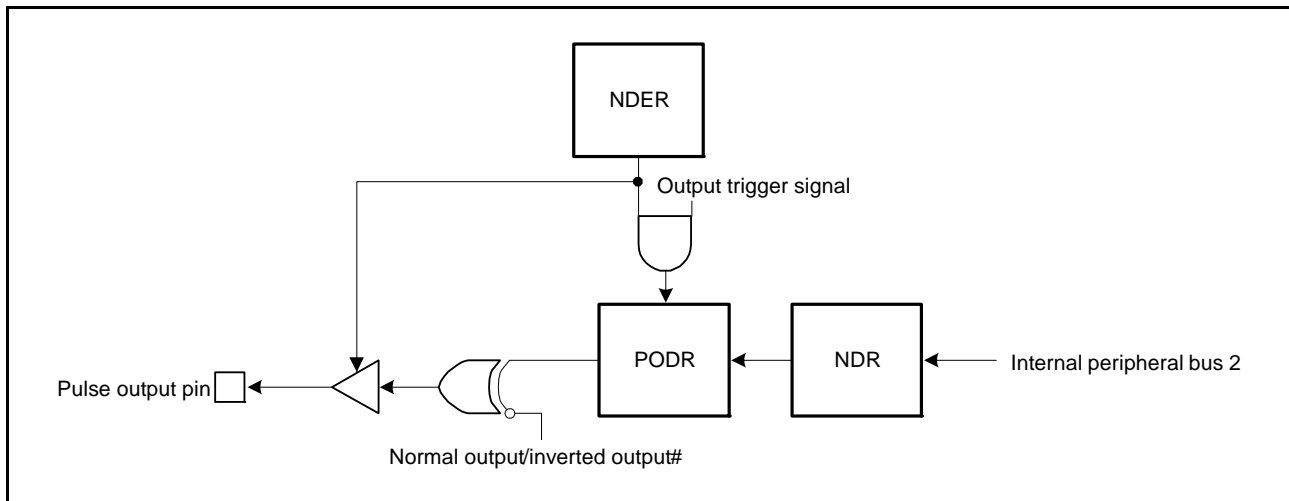 NDER
Output trigger signal
PODR
NDR
Internal peripheral bus 2
Pulse output pin
Normal output/inverted output#